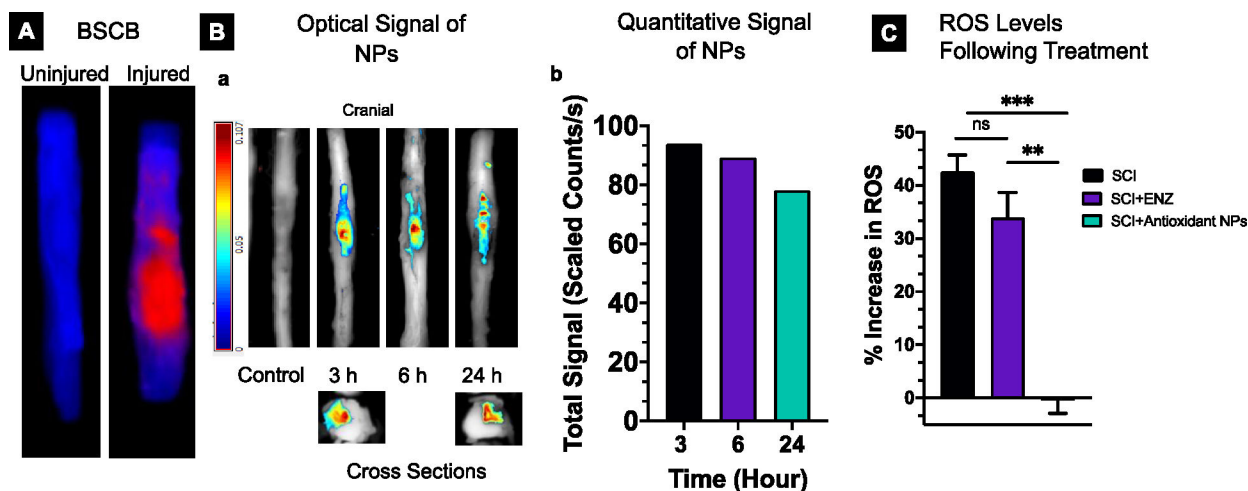 A
BSCB
Uninjured
Injured
B
Optical Signal of
NPs
a
Cranial
0.107
0.05
0
Control
3 h
6 h
24 h
Cross Sections
Quantitative Signal
of NPs
b
Total Signal (Scaled Counts/s)
100
80
60
40
20
0
3
6
24
Time (Hour)
C
ROS Levels
Following Treatment
% Increase in ROS
50
40
30
20
10
0
***
ns
**
SCI
SCI+ENZ
SCI+Antioxidant NPs